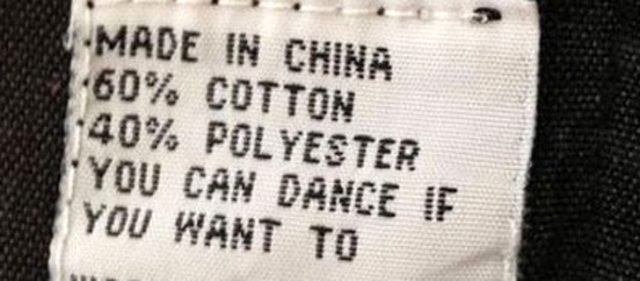 MADE IN CHINA
60% COTTON
40% POLYESTER
YOU CAN DANCE IF
YOU WANT TO